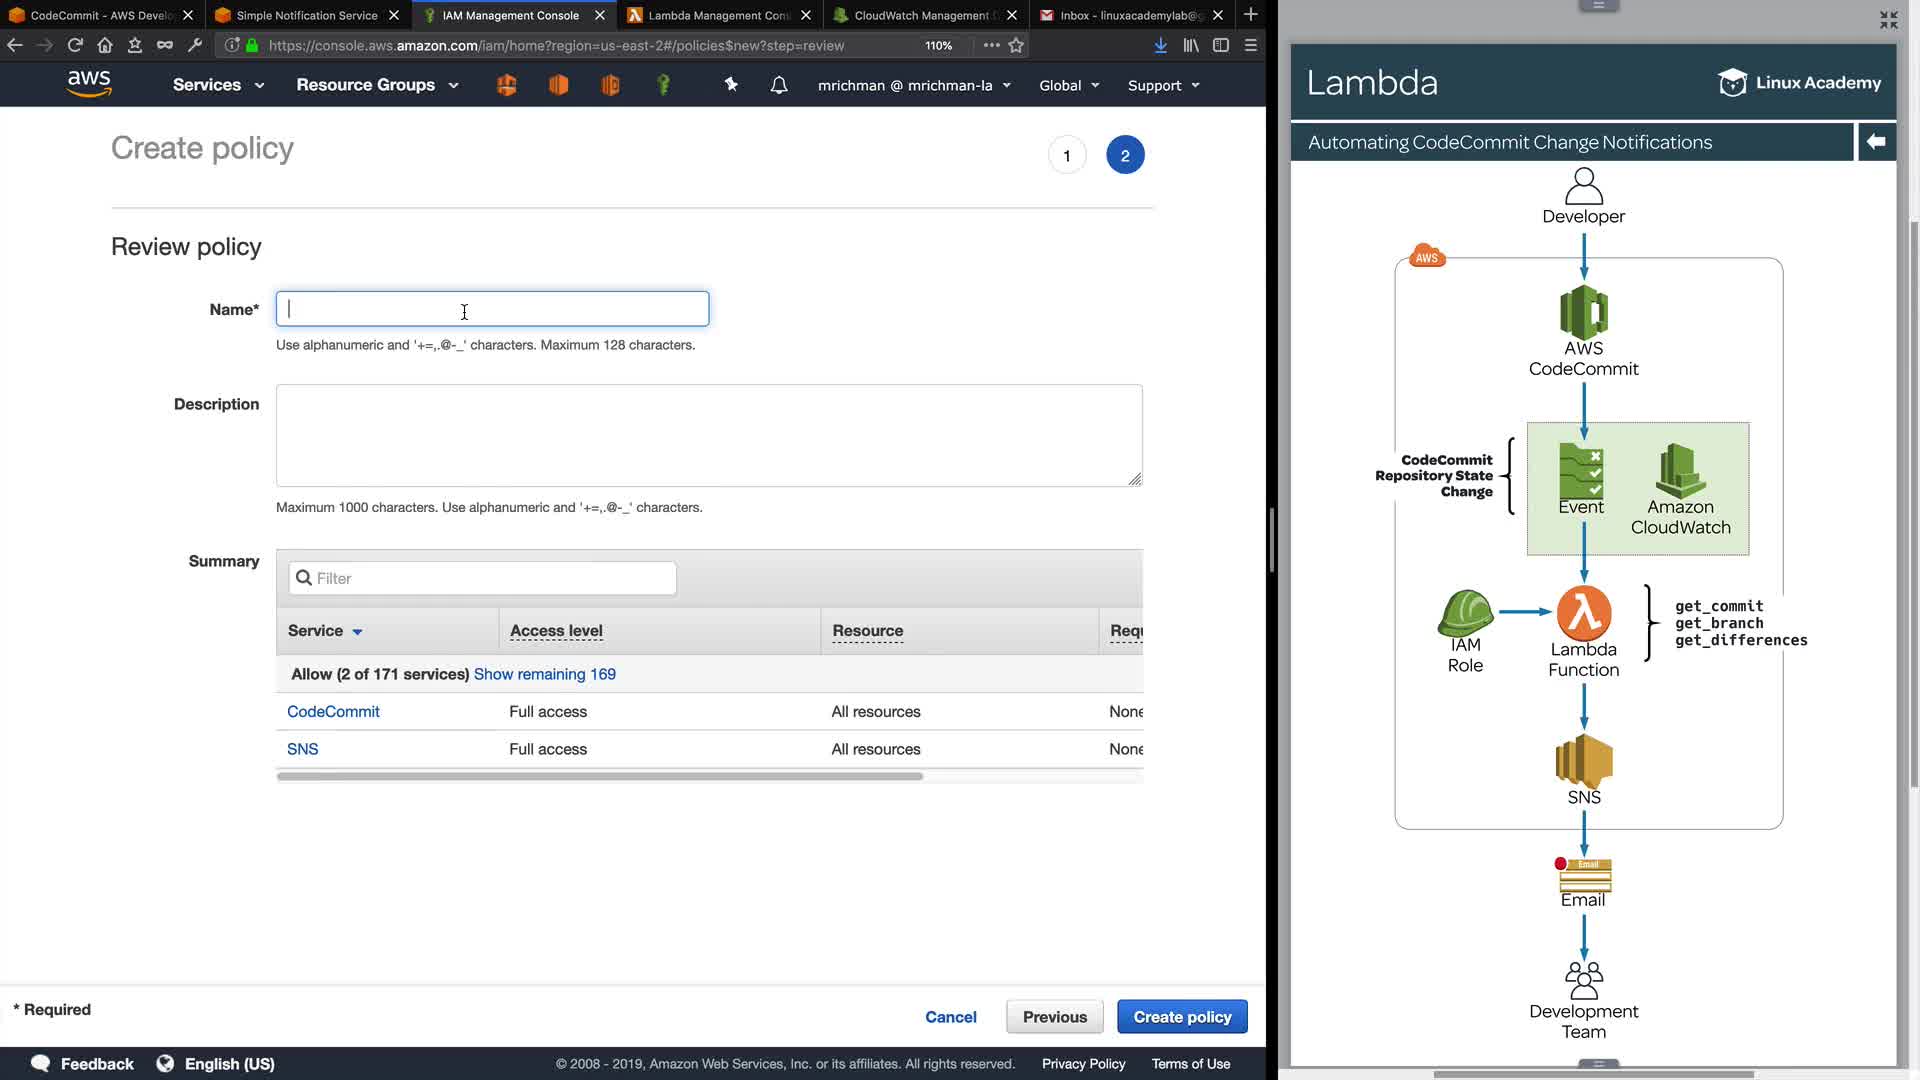 CodeCommit - AWS Develo
Simple Notification Service
IAM Management Console
Lambda Management Con
CloudWatch Management C
Inbox - linuxacademylab@g
https://console.aws.amazon.com/iam/home?region=us-east-2#/policies$new?step=review
110%
aws
Services
Resource Groups
mrichman @ mrichman-la
Global
Support
Create policy
1
2
Review policy
Name*
Use alphanumeric and '+=,.@-_' characters. Maximum 128 characters.
Description
Maximum 1000 characters. Use alphanumeric and '+=,.@-_' characters.
Summary
Filter
Service
Access level
Resource
Requ
Allow (2 of 171 services) Show remaining 169
CodeCommit
Full access
All resources
None
SNS
Full access
All resources
None
* Required
Cancel
Previous
Create policy
Feedback
English (US)
© 2008 - 2019, Amazon Web Services, Inc. or its affiliates. All rights reserved.
Privacy Policy
Terms of Use
Lambda
Linux Academy
Automating CodeCommit Change Notifications
Developer
AWS
AWS
CodeCommit
CodeCommit
Repository State
Change
Event
Amazon
CloudWatch
IAM
Role
Lambda
Function
get_commit
get_branch
get_differences
SNS
Email
Email
Development
Team